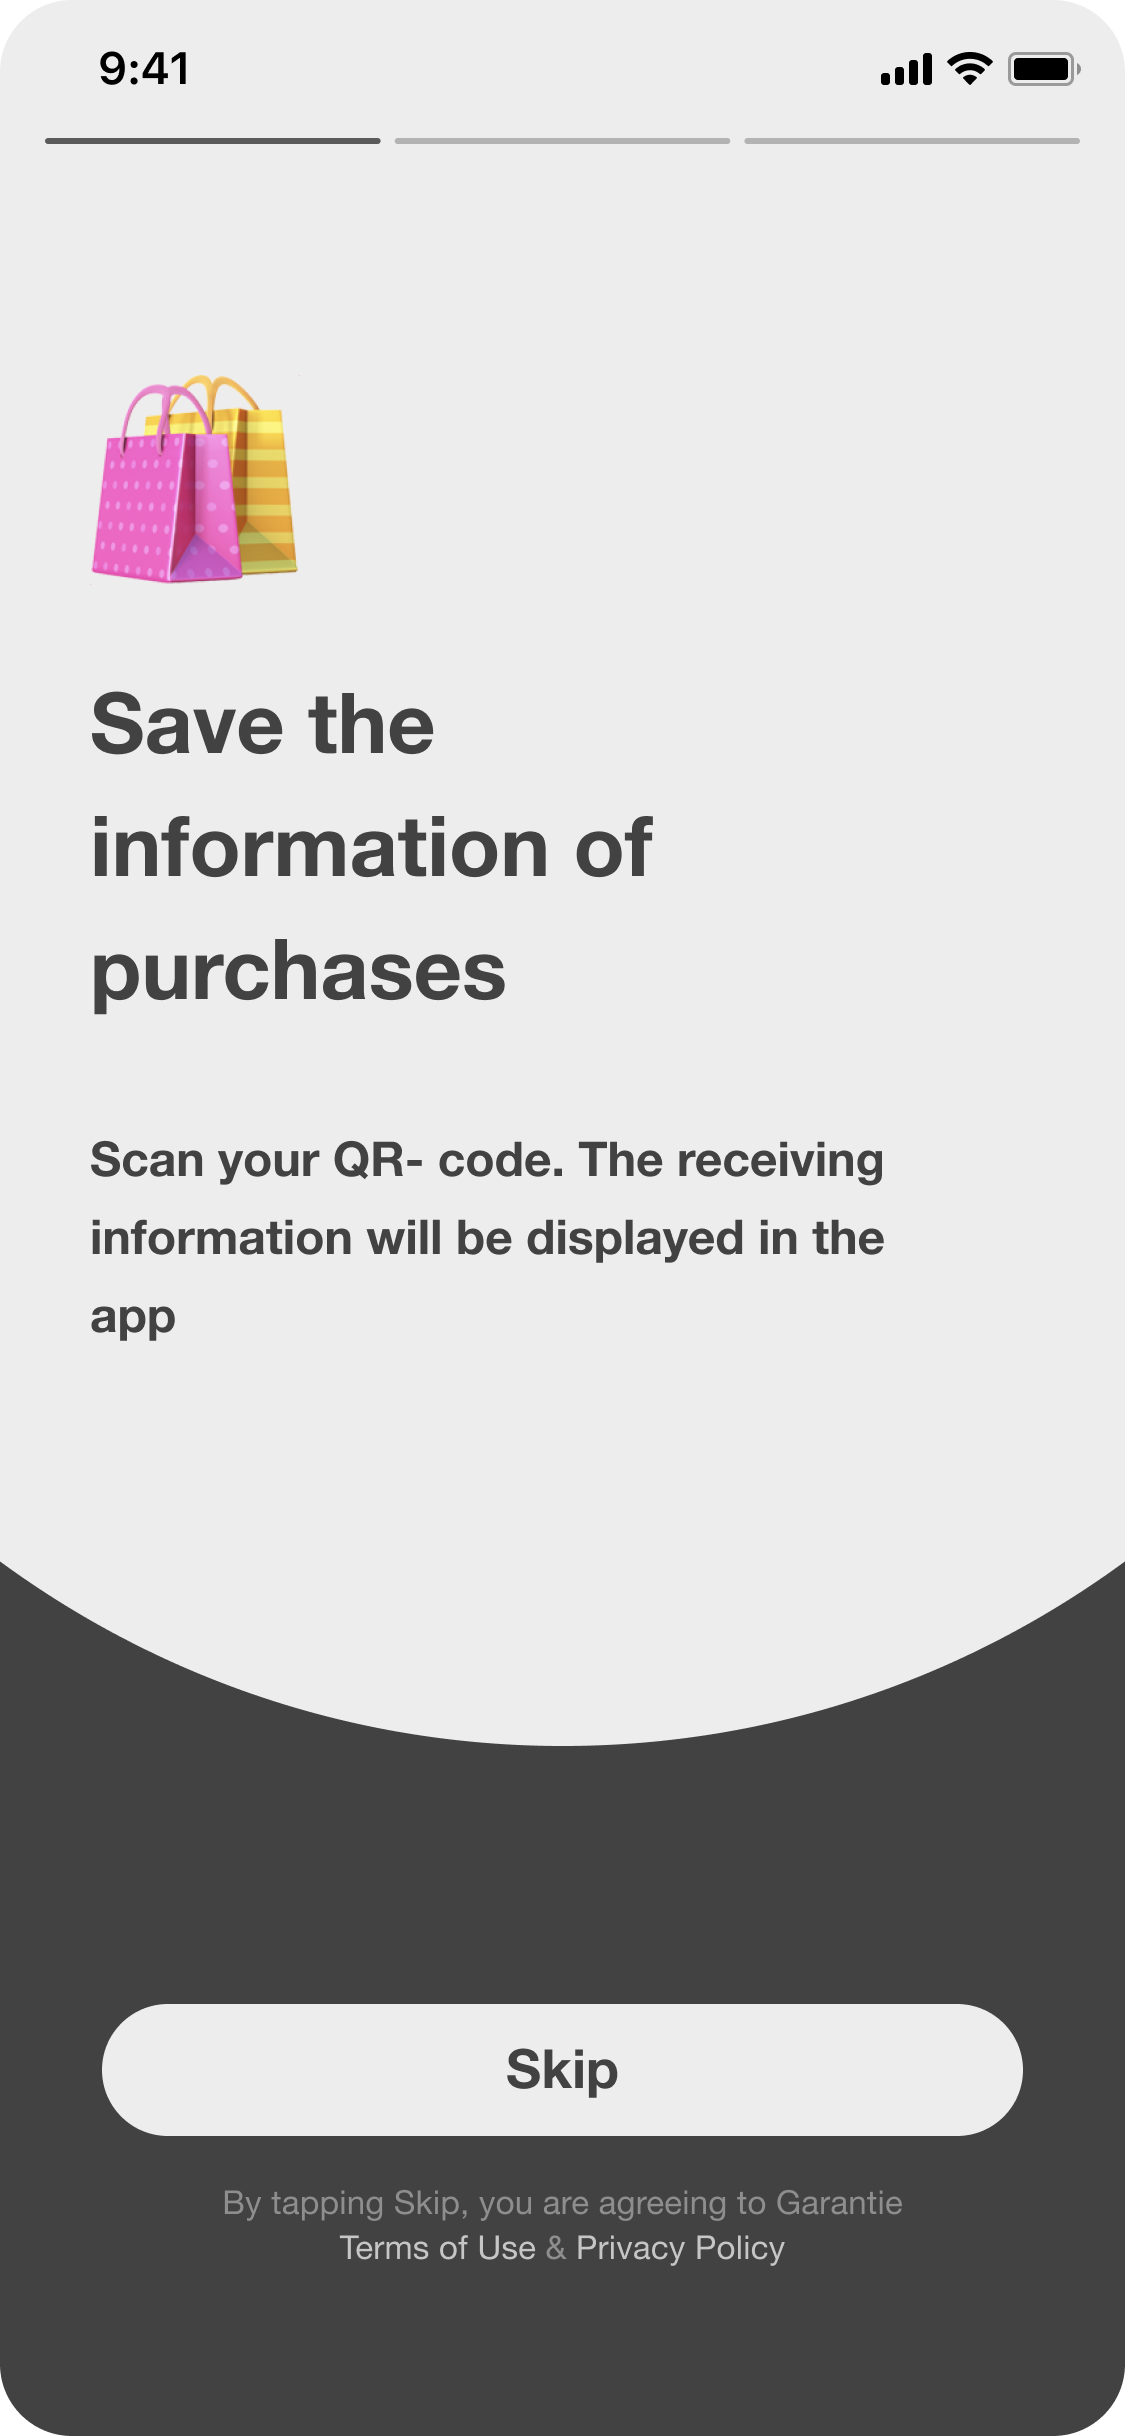 9:41
Save the
information of
purchases
Scan your QR- code. The receiving
information will be displayed in the
app
Skip
By tapping Skip, you are agreeing to Garantie
Terms of Use & Privacy Policy